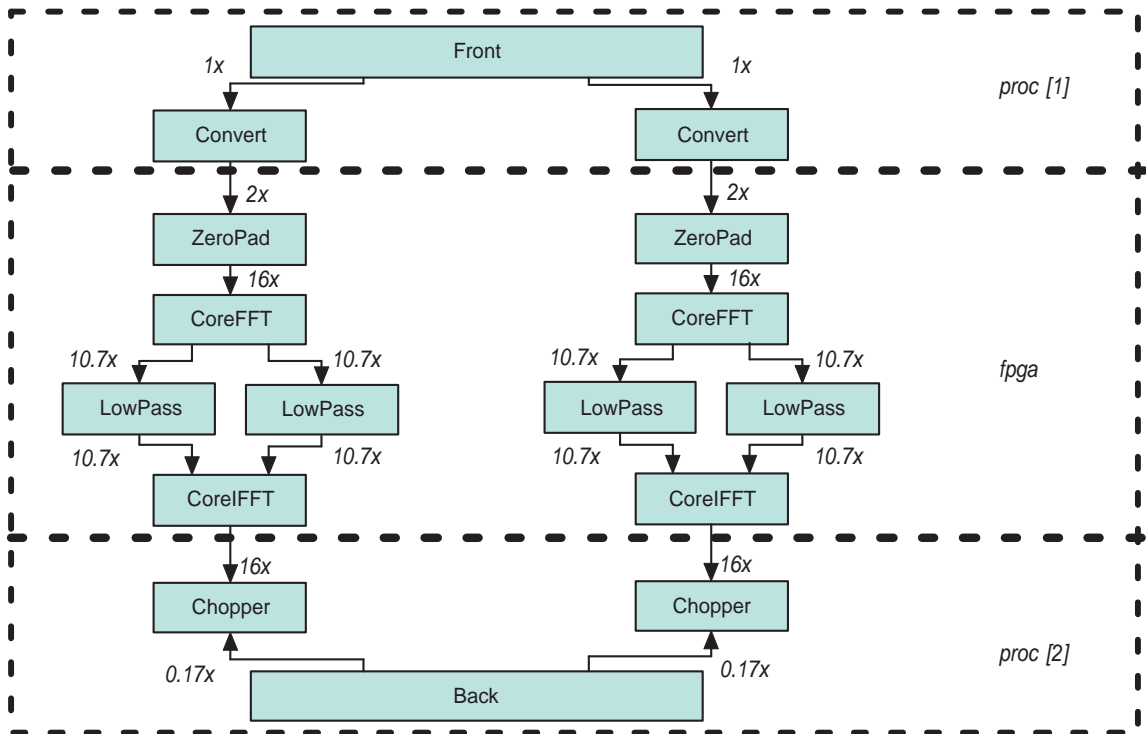 Front
1x
1x
proc [1]
Convert
Convert
2x
2x
ZeroPad
ZeroPad
16x
16x
CoreFFT
CoreFFT
10.7x
10.7x
10.7x
10.7x
fpga
LowPass
LowPass
LowPass
LowPass
10.7x
10.7x
10.7x
10.7x
CoreIFFT
CoreIFFT
16x
16x
Chopper
Chopper
0.17x
0.17x
proc [2]
Back